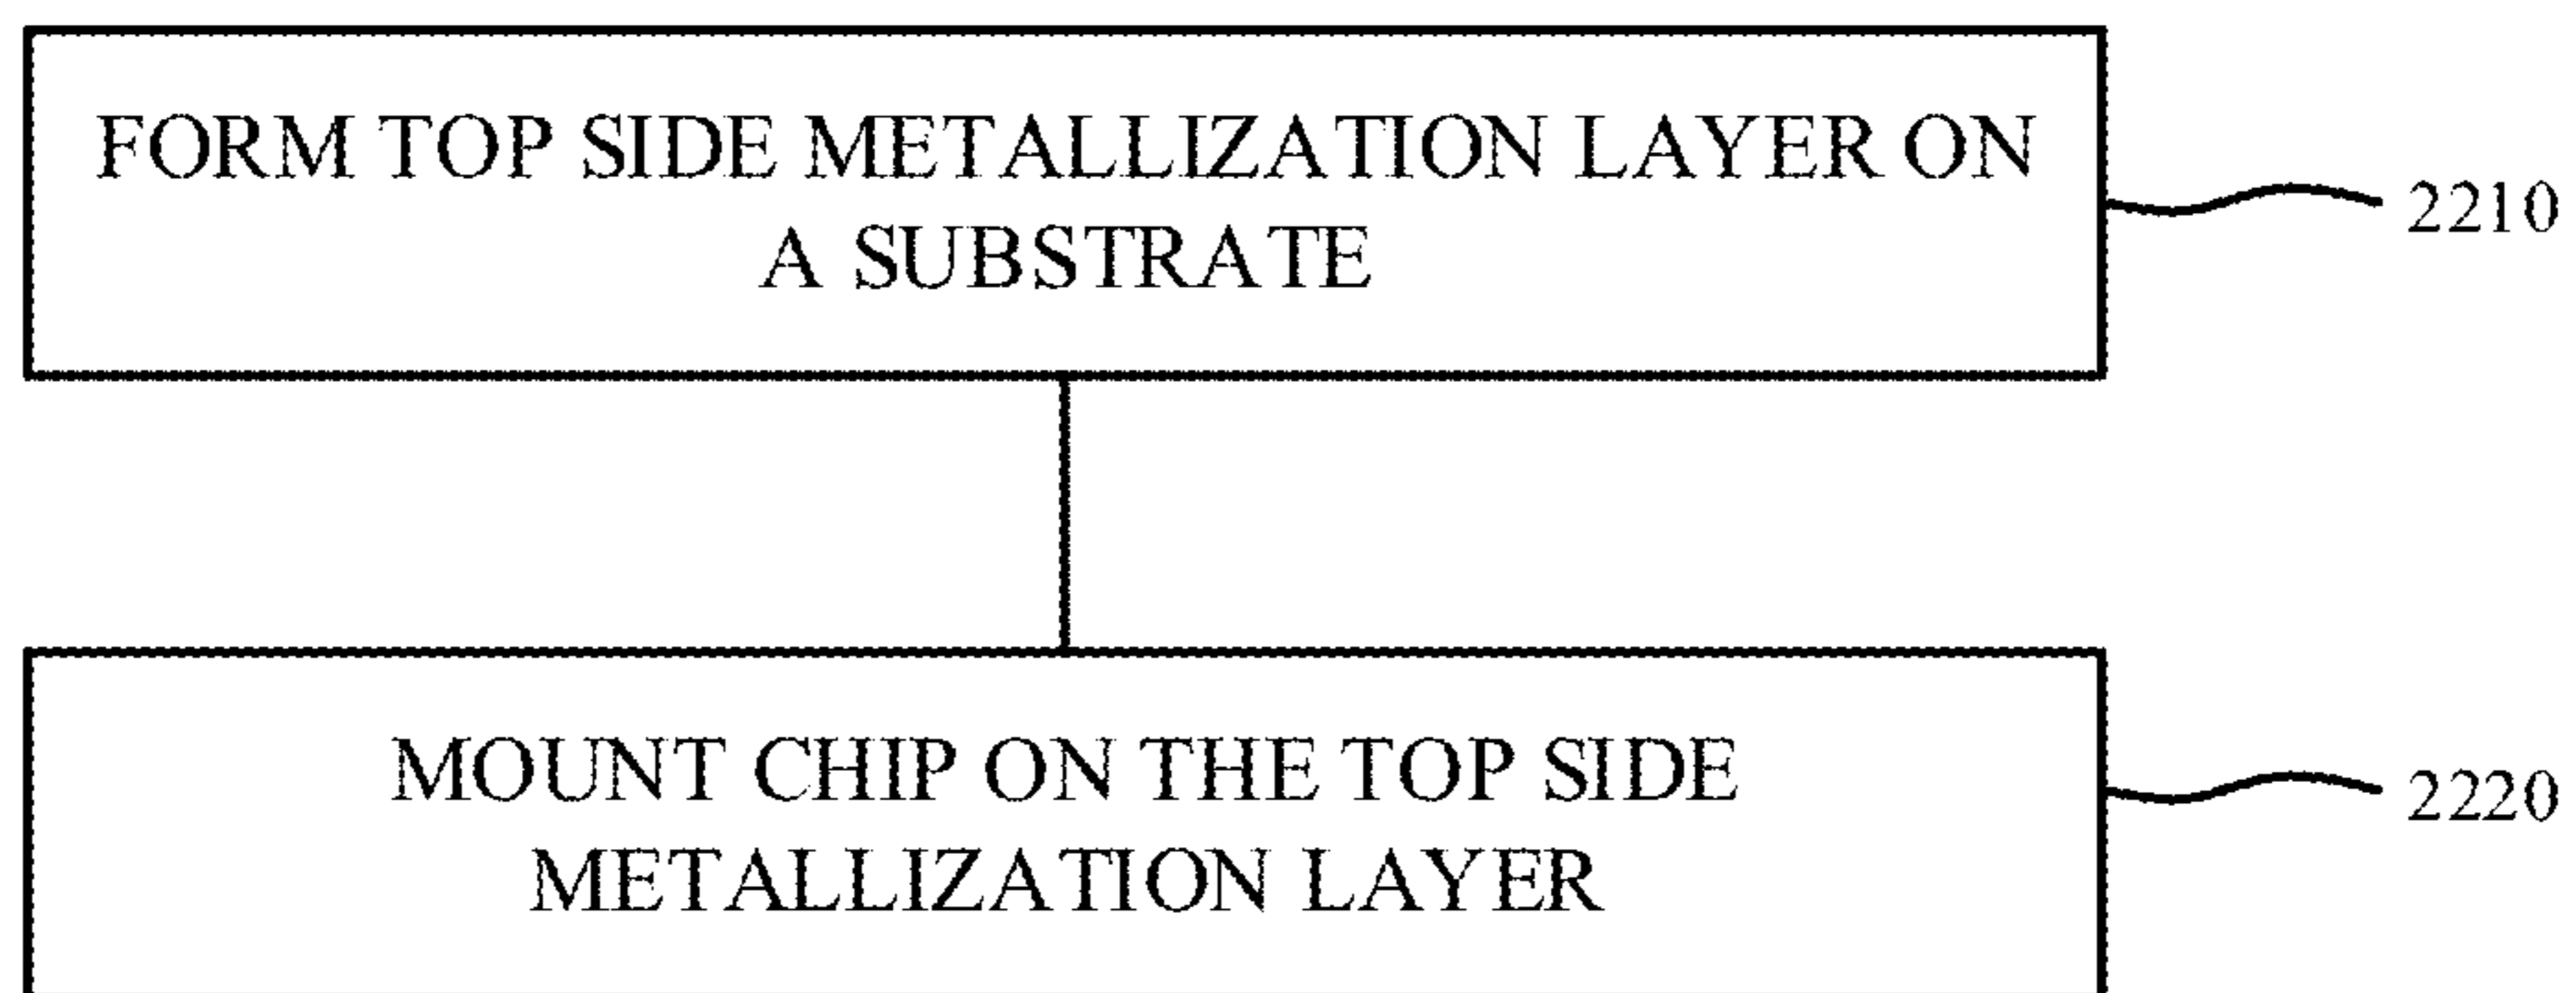 FORM TOP SIDE METALLIZATION LAYER ON
A SUBSTRATE
2210
MOUNT CHIP ON THE TOP SIDE
METALLIZATION LAYER
2220